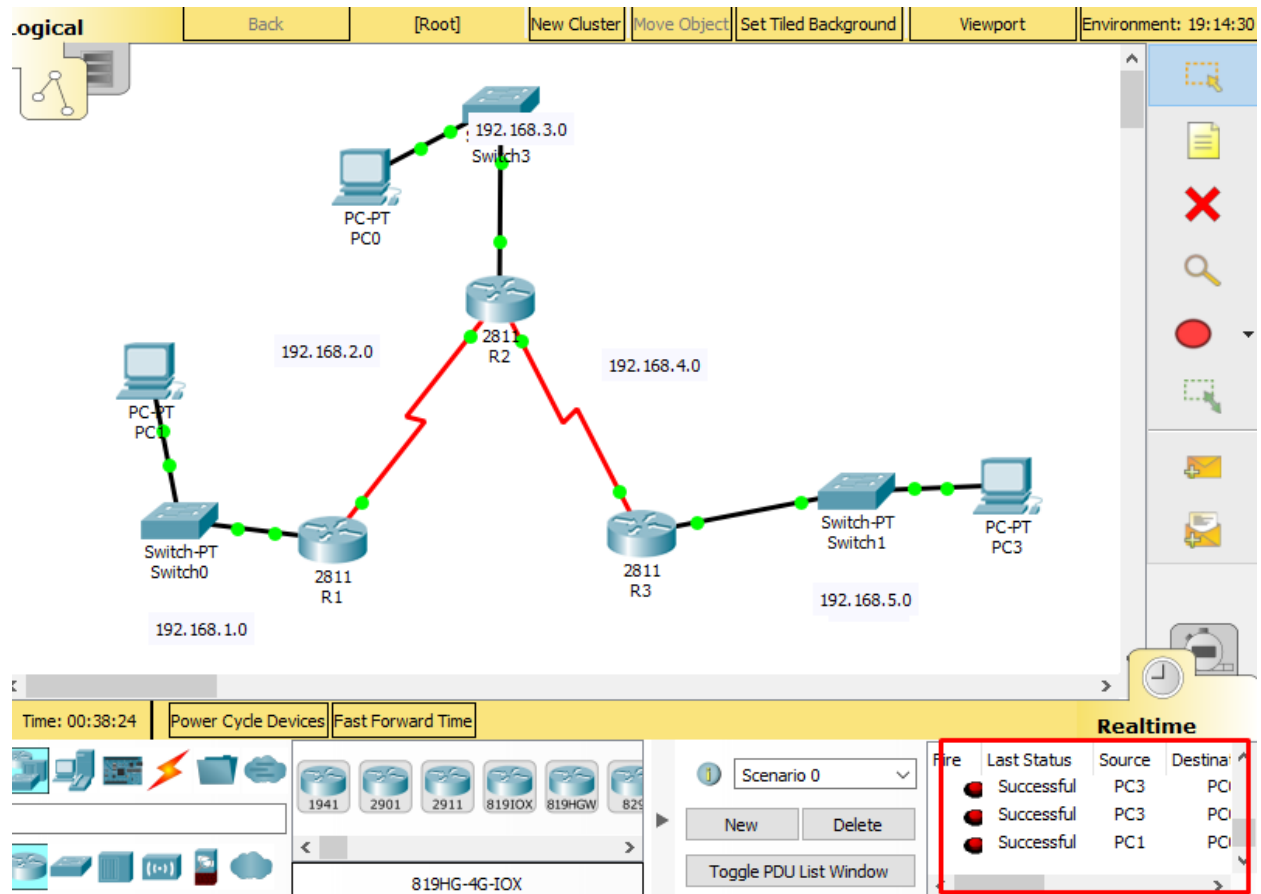 Logical Back [Root] New Cluster Move Object Set Tiled Background Viewport Environment: 19:14:30
192.168.3.0
Switch3
PC-PT
PC0
2811
R2
192.168.2.0
192.168.4.0
PC-PT
PC1
Switch-PT
Switch0
2811
R1
192.168.1.0
2811
R3
Switch-PT
Switch1
PC-PT
PC3
192.168.5.0
Time: 00:38:24 Power Cycle Devices Fast Forward Time
Realtime
1941 2901 2911 819IOX 819HGW 829
819HG-4G-IOX
Scenario 0
New Delete
Toggle PDU List Window
Fire Last Status Source Destinat
Successful PC3
Successful PC3
Successful PC1